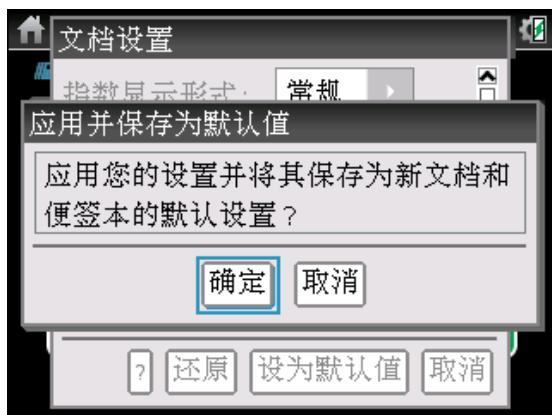 文档设置
指数显示形式: 常规
应用并保存为默认值
应用您的设置并将其保存为新文档和
便签本的默认设置?
确定 取消
? 还原 设为默认值 取消